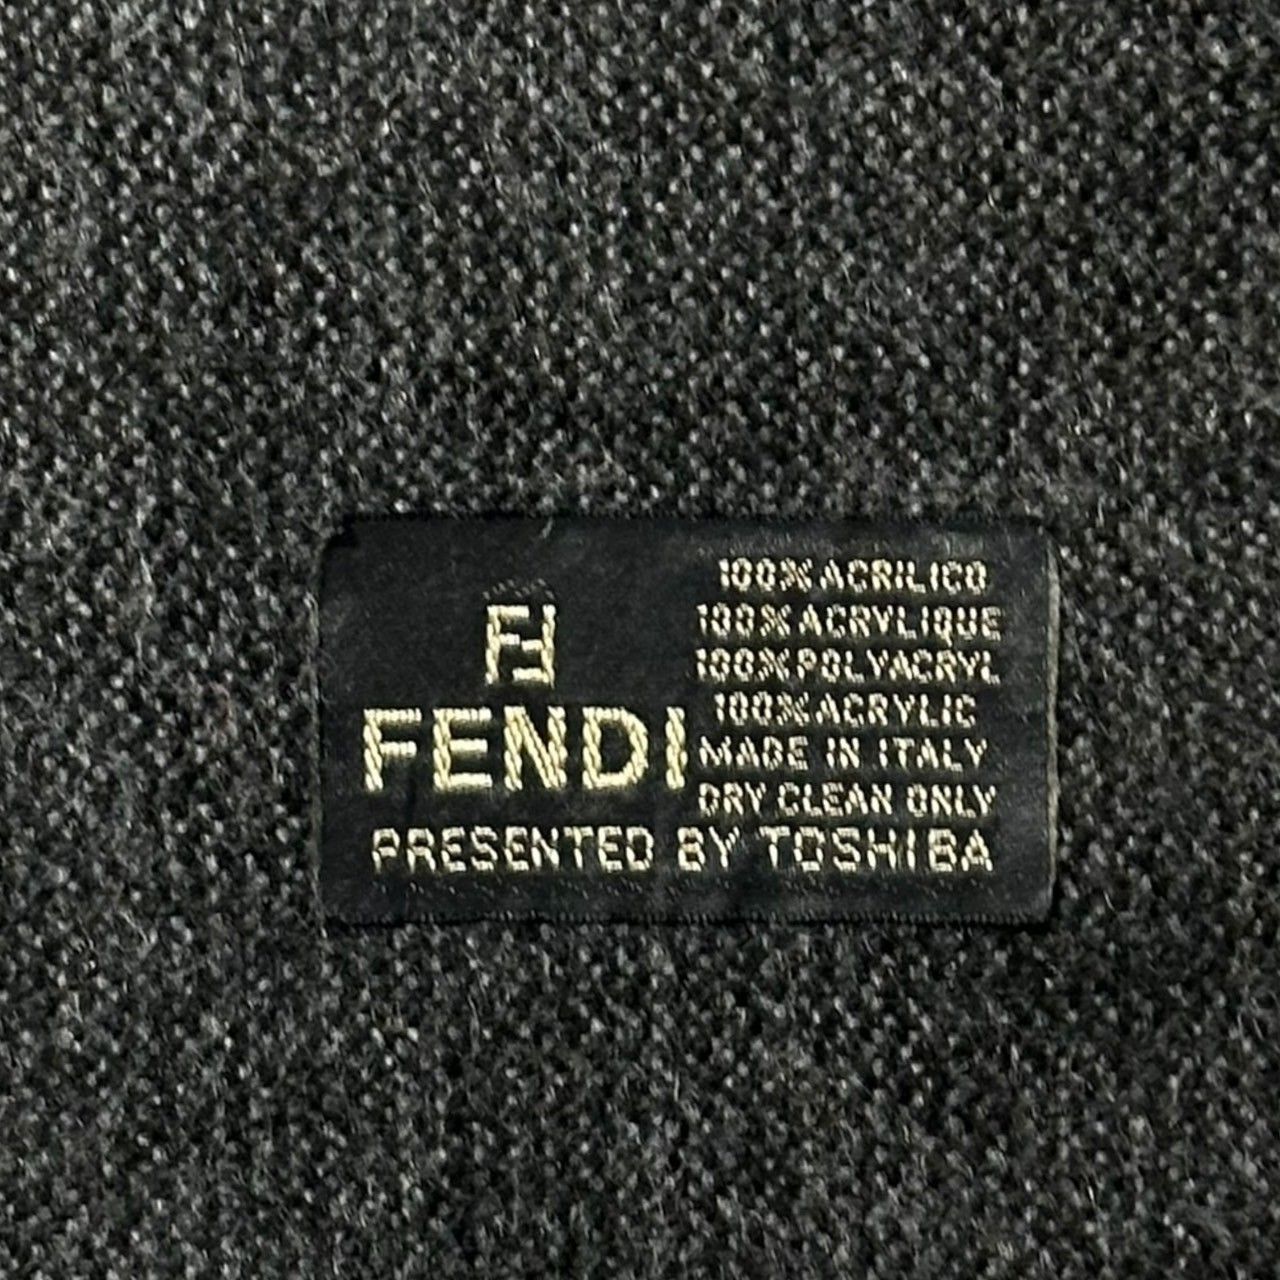 FF
FENDI
100% ACRILICO
100% ACRYLIQUE
100% POLYACRYL
100% ACRYLIC
MADE IN ITALY
DRY CLEAN ONLY
PRESENTED BY TOSHIBA